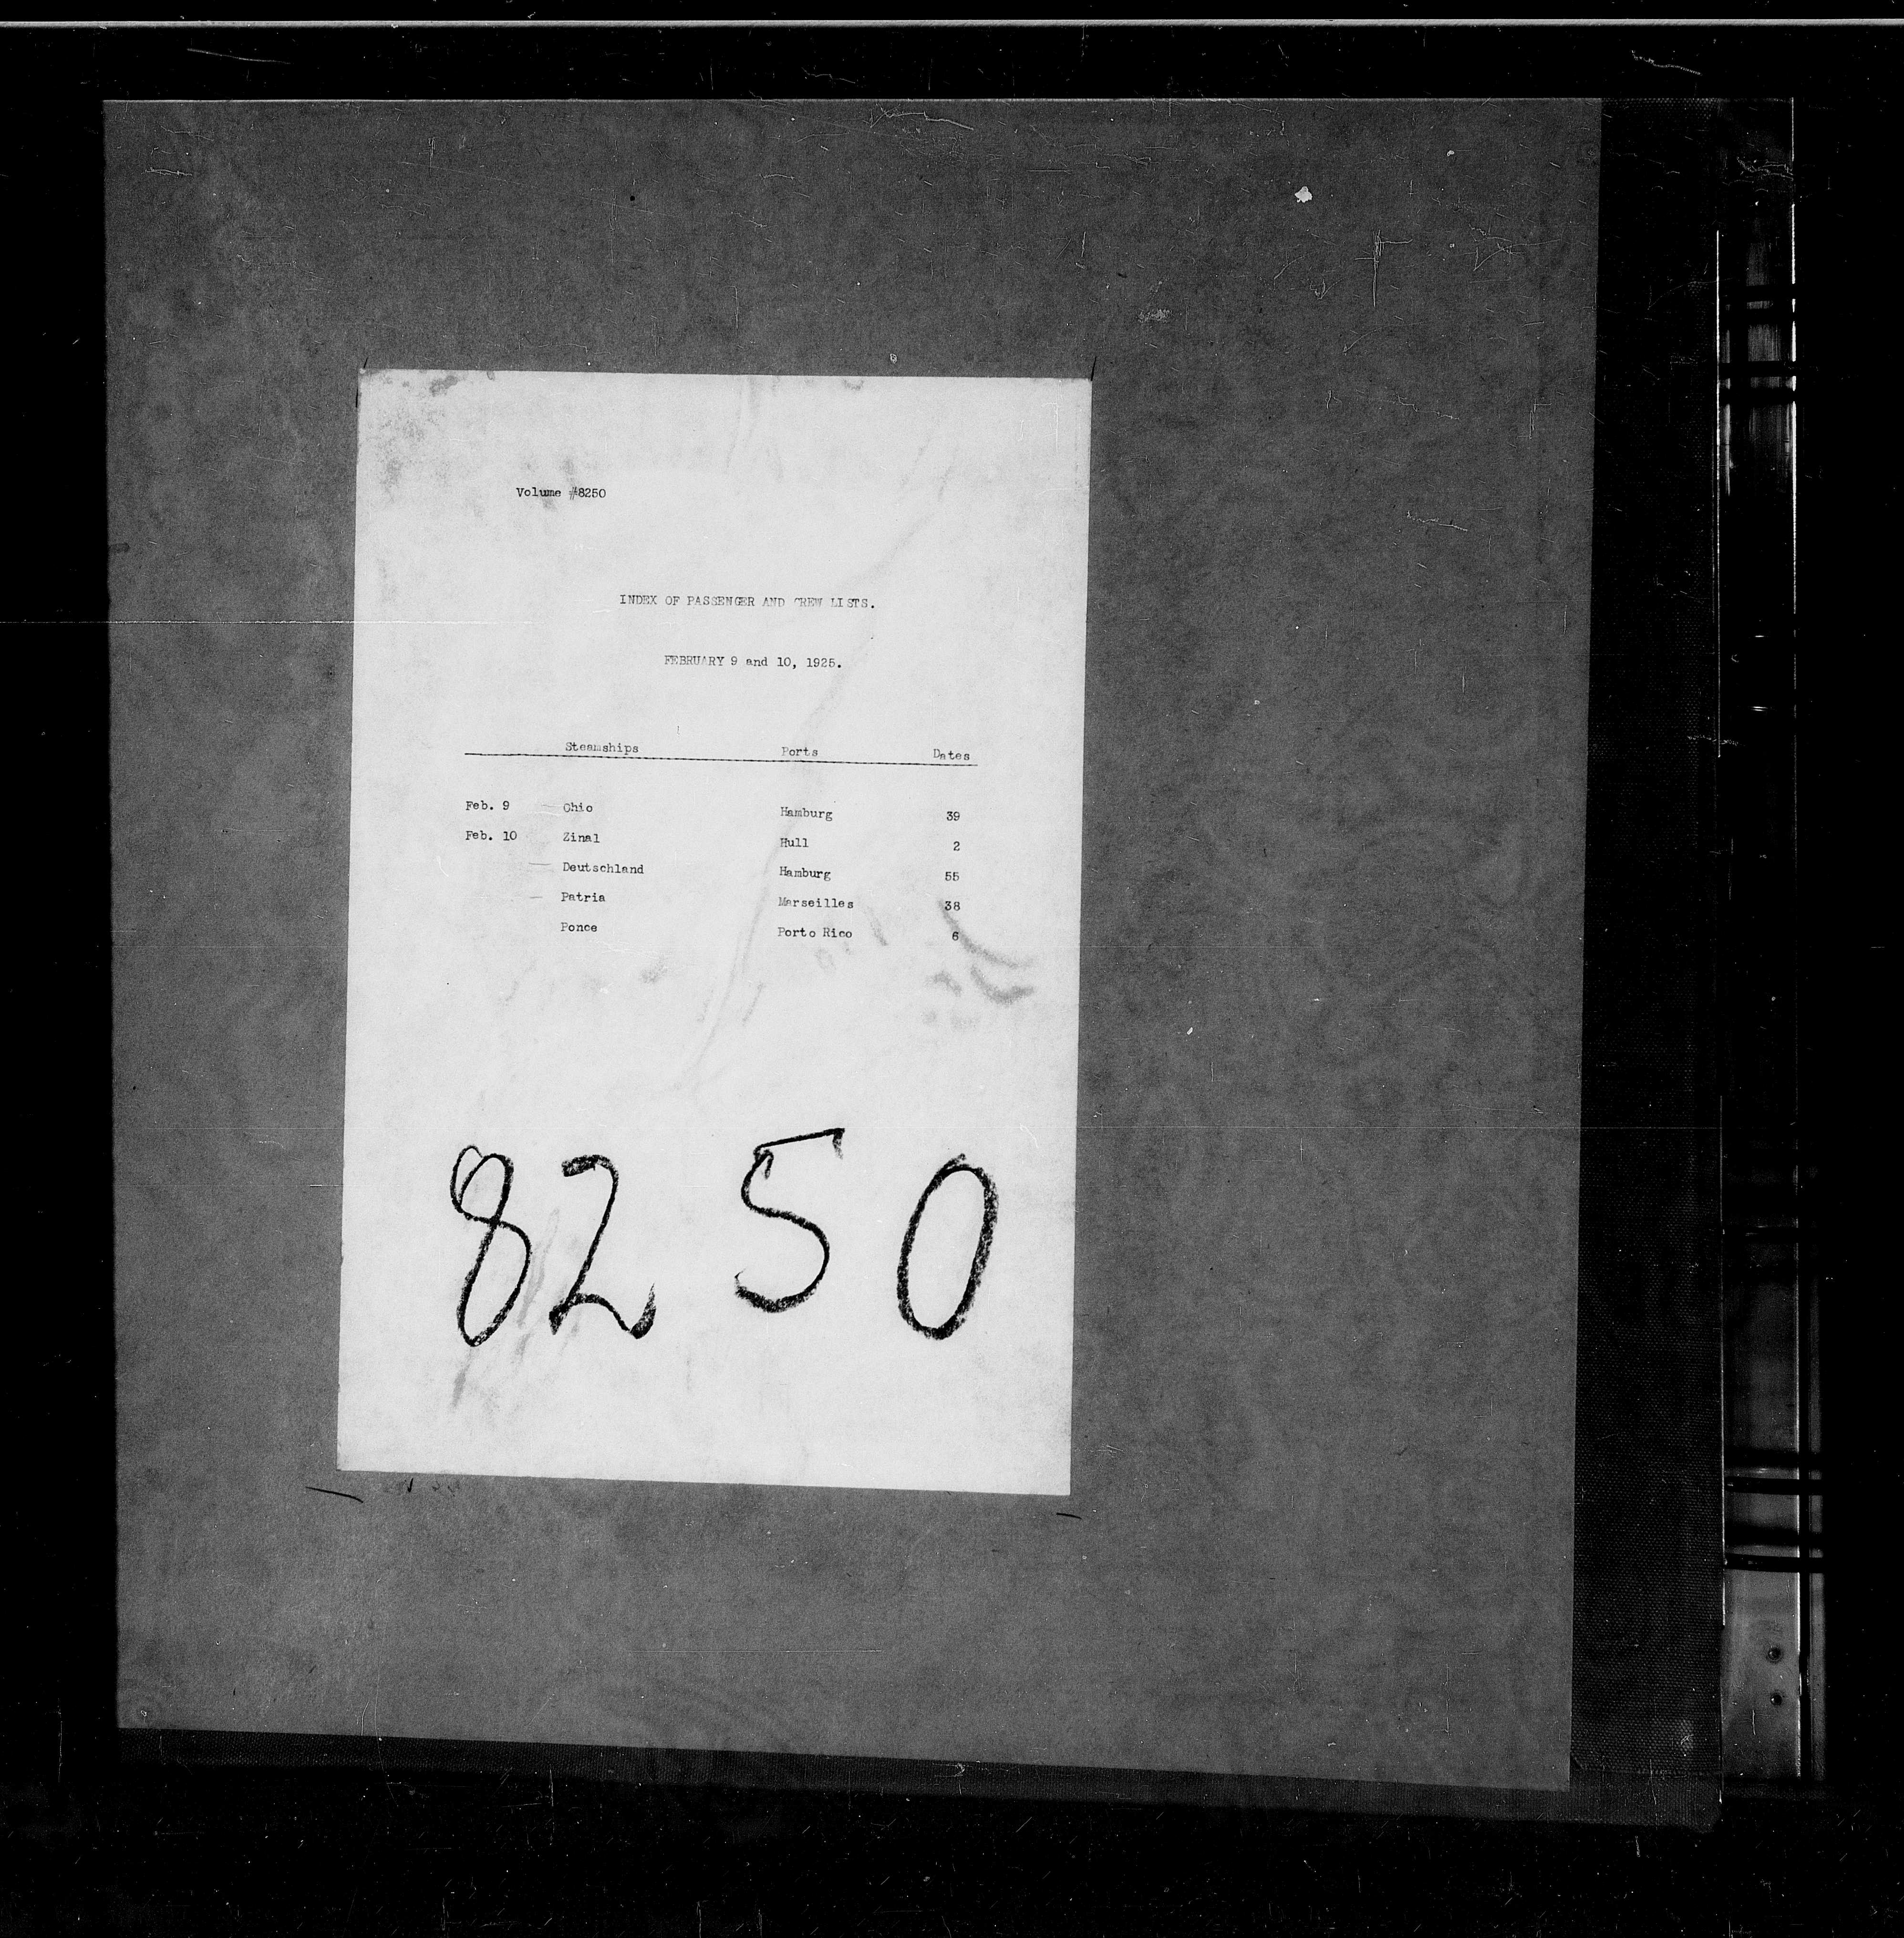 Volume #8250
INDEX OF PASSENGER AND CREW LISTS.
FEBRUARY 9 and 10, 1925.
Steamships Ports Dates
Feb. 9 Ohio Hamburg 39
Feb. 10 Zinal Hull 2
Deutschland Hamburg 55
Patria Marseilles 38
Ponce Porto Rico 6
8250